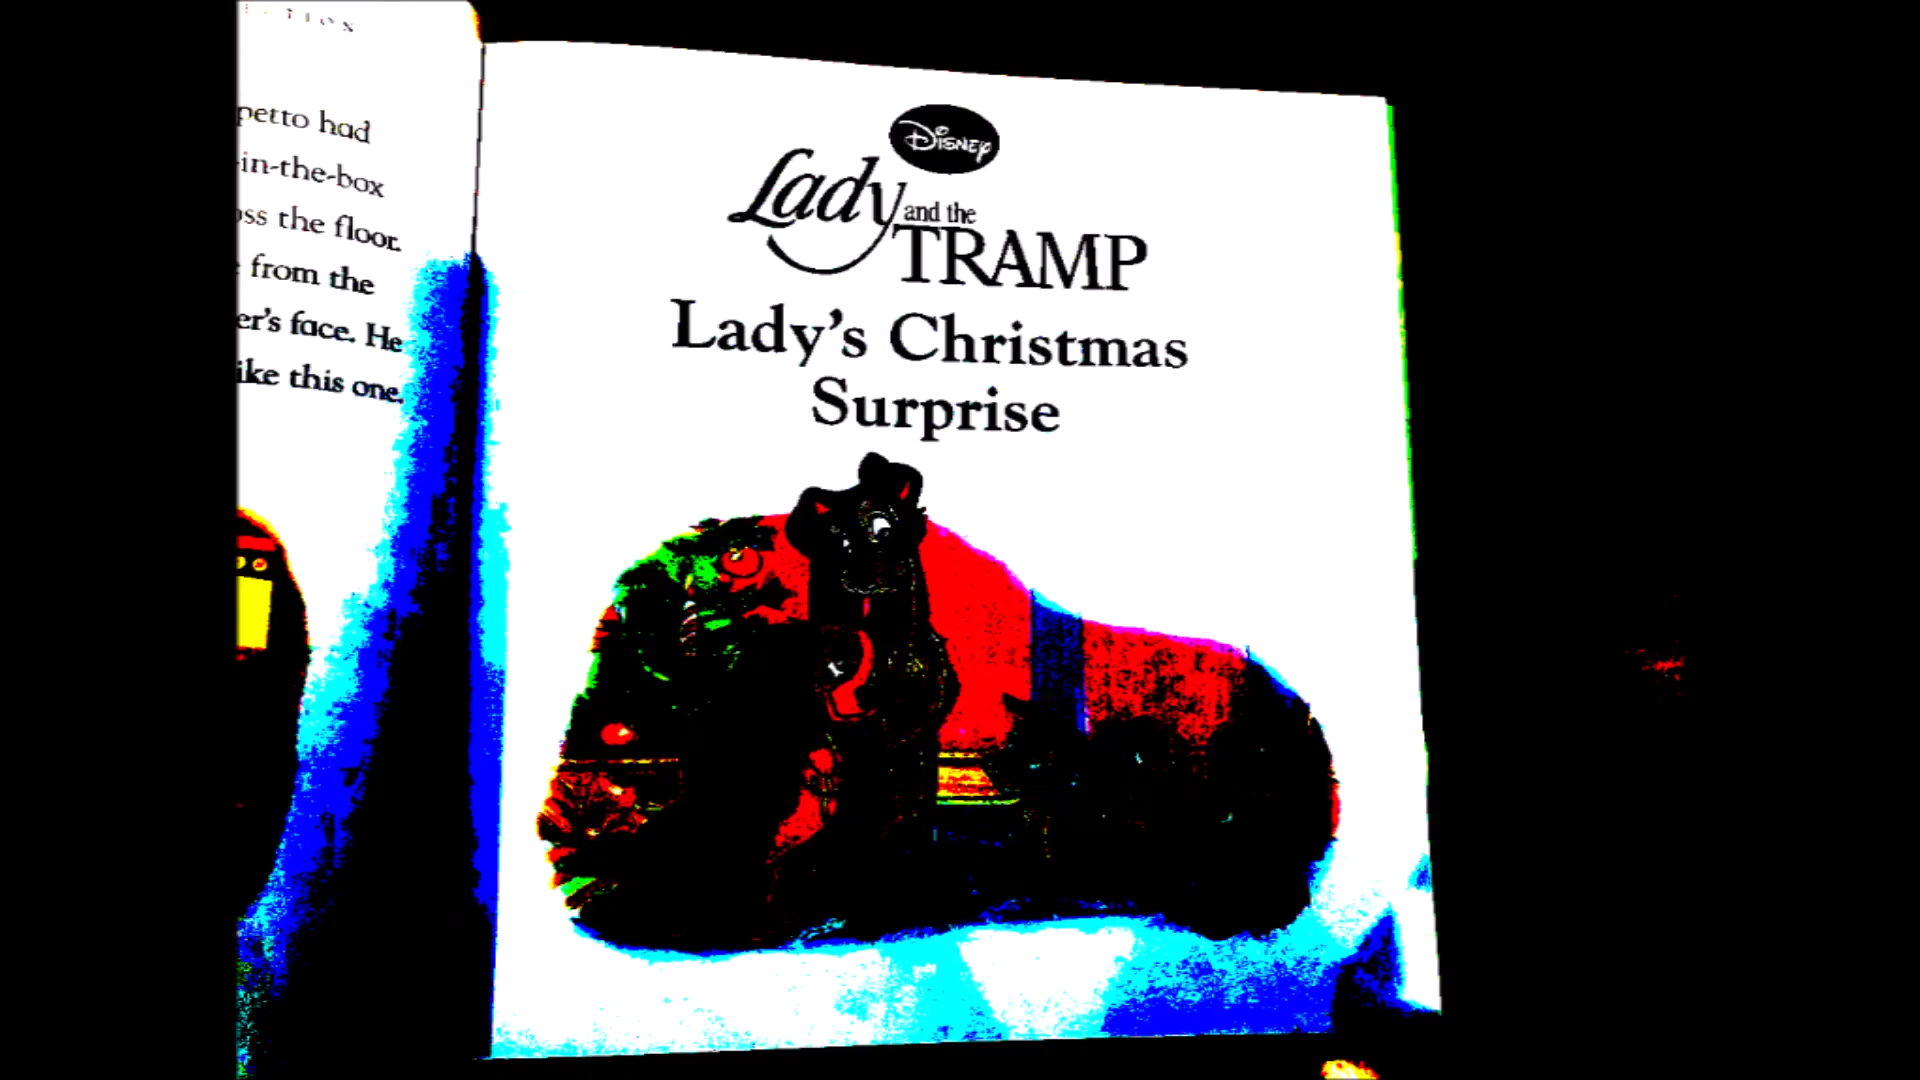 petto had
-in-the-box
oss the floor.
from the
er's face. He
ike this one.
Disney
Lady and the
TRAMP
Lady's Christmas
Surprise